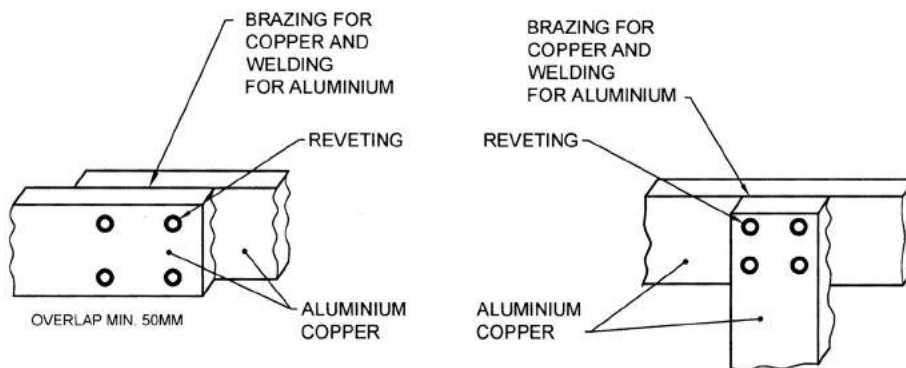 BRAZING FOR
COPPER AND
WELDING
FOR ALUMINIUM
REVETING
ALUMINIUM
COPPER
OVERLAP MIN. 50MM
BRAZING FOR
COPPER AND
WELDING
FOR ALUMINIUM
REVETING
ALUMINIUM
COPPER